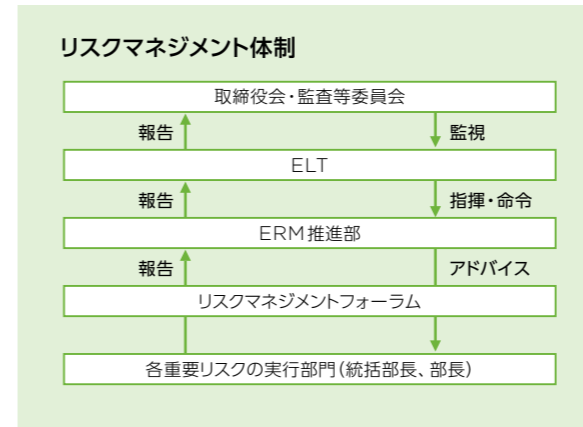 リスクマネジメント体制
取締役会・監査等委員会
報告 監視
ELT
報告 指揮・命令
ERM推進部
報告 アドバイス
リスクマネジメントフォーラム
各重要リスクの実行部門(統括部長、部長)